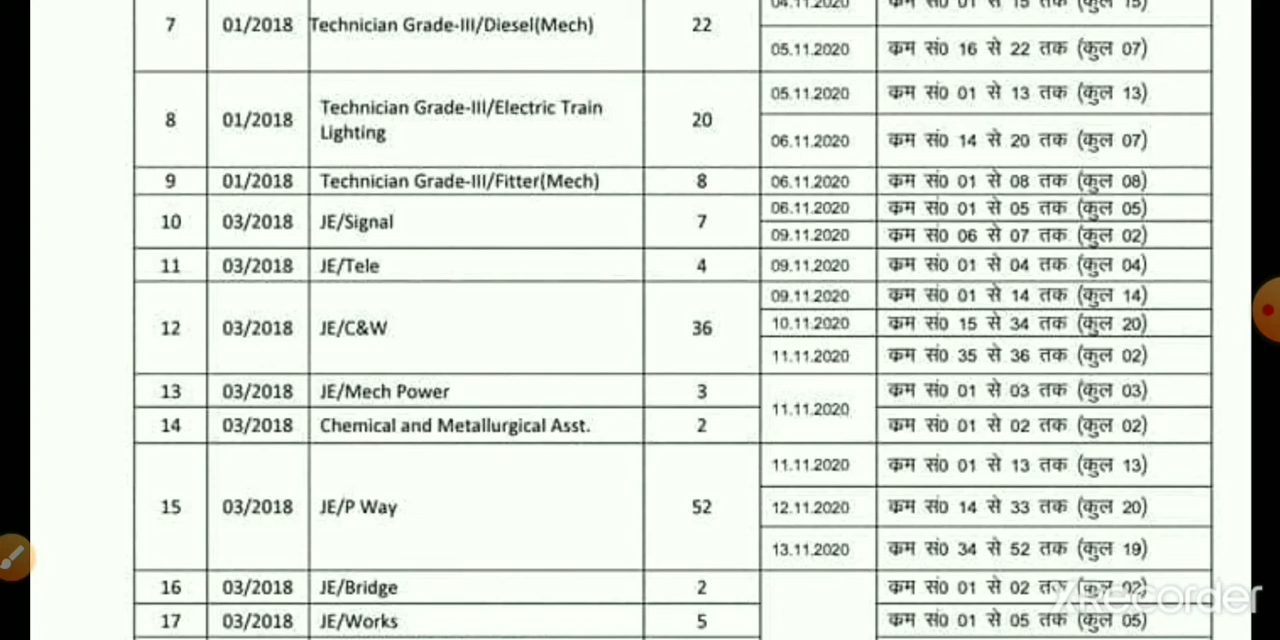 04.11.2020 क्रम सं0 01 से 15 तक (कुल 15)
7 01/2018 Technician Grade-III/Diesel(Mech) 22
05.11.2020 क्रम सं0 16 से 22 तक (कुल 07)
05.11.2020 क्रम सं0 01 से 13 तक (कुल 13)
8 01/2018 Technician Grade-III/Electric Train
Lighting 20
06.11.2020 क्रम सं0 14 से 20 तक (कुल 07)
9 01/2018 Technician Grade-III/Fitter(Mech) 8 06.11.2020 क्रम सं0 01 से 08 तक (कुल 08)
10 03/2018 JE/Signal 7 06.11.2020 क्रम सं0 01 से 05 तक (कुल 05)
09.11.2020 क्रम सं0 06 से 07 तक (कुल 02)
11 03/2018 JE/Tele 4 09.11.2020 क्रम सं0 01 से 04 तक (कुल 04)
09.11.2020 क्रम सं0 01 से 14 तक (कुल 14)
12 03/2018 JE/C&W 36 10.11.2020 क्रम सं0 15 से 34 तक (कुल 20)
11.11.2020 क्रम सं0 35 से 36 तक (कुल 02)
13 03/2018 JE/Mech Power 3 11.11.2020 क्रम सं0 01 से 03 तक (कुल 03)
14 03/2018 Chemical and Metallurgical Asst. 2 क्रम सं0 01 से 02 तक (कुल 02)
11.11.2020 क्रम सं0 01 से 13 तक (कुल 13)
15 03/2018 JE/P Way 52 12.11.2020 क्रम सं0 14 से 33 तक (कुल 20)
13.11.2020 क्रम सं0 34 से 52 तक (कुल 19)
16 03/2018 JE/Bridge 2 क्रम सं0 01 से 02 तक (कुल 02)
17 03/2018 JE/Works 5 क्रम सं0 01 से 05 तक (कुल 05)
XRecorder